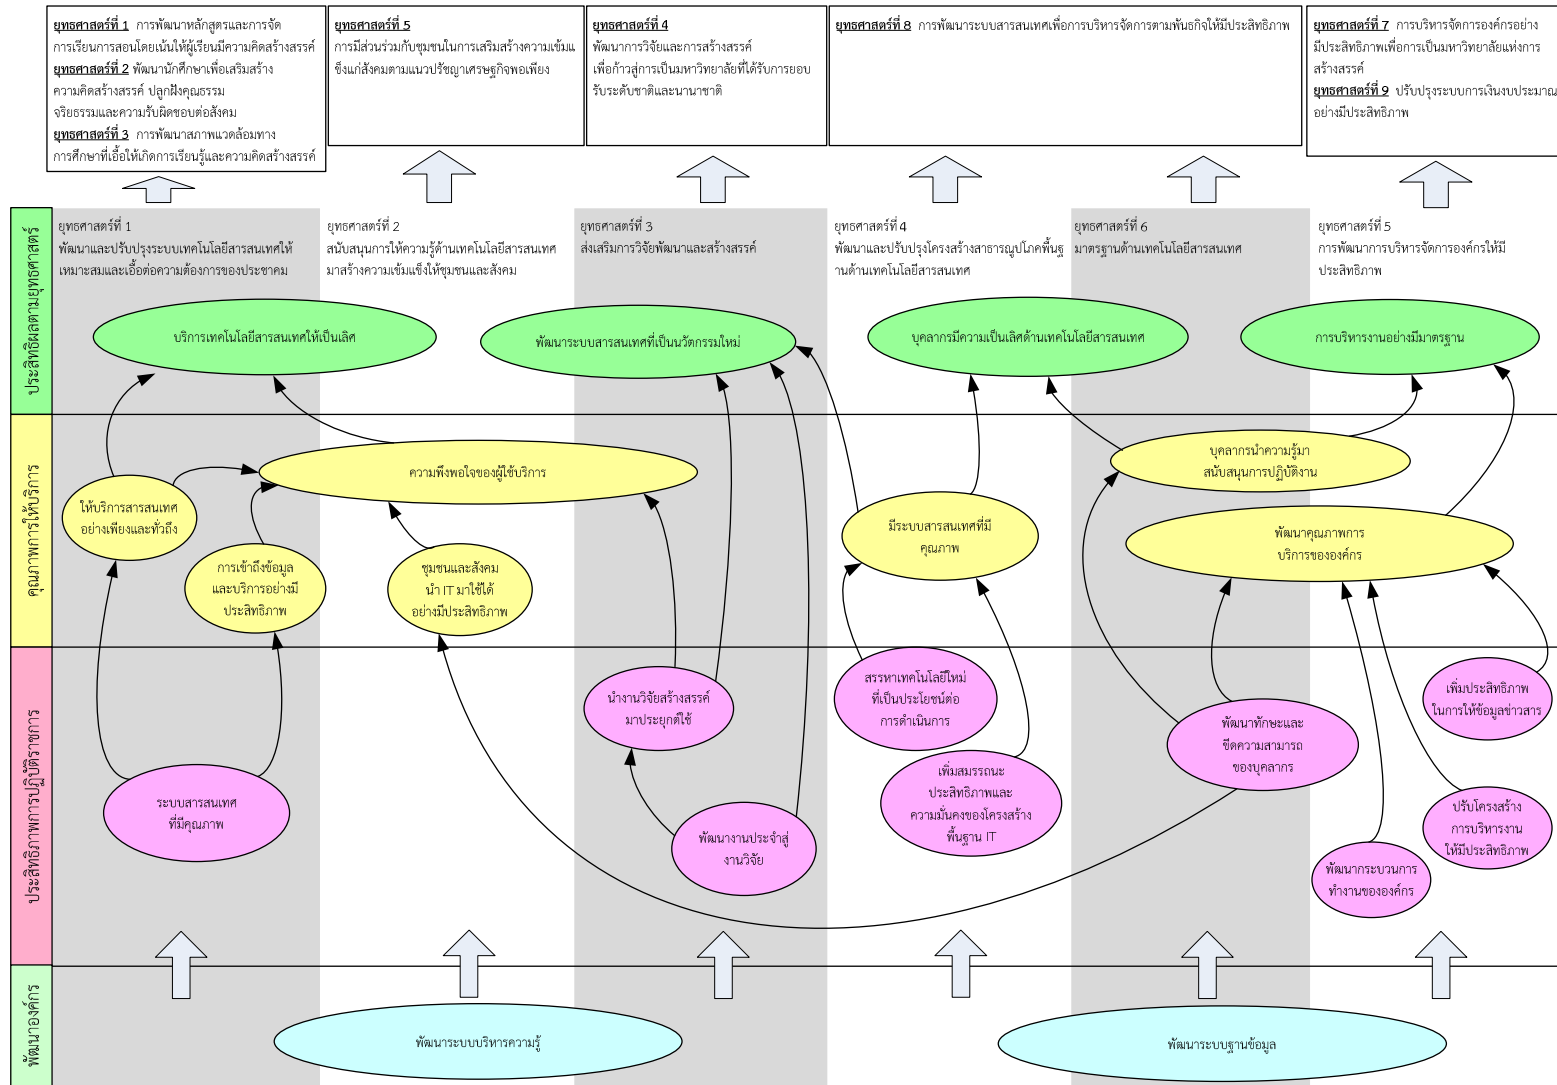 ยุทธศาสตร์ที่ 1 การพัฒนาหลักสูตรและการจัด
การเรียนการสอนโดยเน้นให้ผู้เรียนมีความคิดสร้างสรรค์
ยุทธศาสตร์ที่ 2 พัฒนานักศึกษาเพื่อเสริมสร้าง
ความคิดสร้างสรรค์ ปลูกฝังคุณธรรม
จริยธรรมและความรับผิดชอบต่อสังคม
ยุทธศาสตร์ที่ 3 การพัฒนาสภาพแวดล้อมทาง
การศึกษาที่เอื้อให้เกิดการเรียนรู้และความคิดสร้างสรรค์
ยุทธศาสตร์ที่ 5
การมีส่วนร่วมกับชุมชนในการเสริมสร้างความเข้มแ
ข็งแก่สังคมตามแนวปรัชญาเศรษฐกิจพอเพียง
ยุทธศาสตร์ที่ 4
พัฒนาการวิจัยและการสร้างสรรค์
เพื่อก้าวสู่การเป็นมหาวิทยาลัยที่ได้รับการยอบ
รับระดับชาติและนานาชาติ
ยุทธศาสตร์ที่ 8 การพัฒนาระบบสารสนเทศเพื่อการบริหารจัดการตามพันธกิจให้มีประสิทธิภาพ
ยุทธศาสตร์ที่ 7 การบริหารจัดการองค์กรอย่าง
มีประสิทธิภาพเพื่อการเป็นมหาวิทยาลัยแห่งการ
สร้างสรรค์
ยุทธศาสตร์ที่ 9 ปรับปรุงระบบการเงินงบประมาณ
อย่างมีประสิทธิภาพ
ประสิทธิผลตามยุทธศาสตร์
ยุทธศาสตร์ที่ 1
พัฒนาและปรับปรุงระบบเทคโนโลยีสารสนเทศให้
เหมาะสมและเอื้อต่อความต้องการของประชาคม
ยุทธศาสตร์ที่ 2
สนับสนุนการให้ความรู้ด้านเทคโนโลยีสารสนเทศ
มาสร้างความเข้มแข็งให้ชุมชนและสังคม
ยุทธศาสตร์ที่ 3
ส่งเสริมการวิจัยพัฒนาและสร้างสรรค์
ยุทธศาสตร์ที่ 4
พัฒนาและปรับปรุงโครงสร้างสาธารณูปโภคพื้นฐ
านด้านเทคโนโลยีสารสนเทศ
ยุทธศาสตร์ที่ 6
มาตรฐานด้านเทคโนโลยีสารสนเทศ
ยุทธศาสตร์ที่ 5
การพัฒนาการบริหารจัดการองค์กรให้มี
ประสิทธิภาพ
บริการเทคโนโลยีสารสนเทศให้เป็นเลิศ
พัฒนาระบบสารสนเทศที่เป็นนวัตกรรมใหม่
บุคลากรมีความเป็นเลิศด้านเทคโนโลยีสารสนเทศ
การบริหารงานอย่างมีมาตรฐาน
คุณภาพการให้บริการ
ความพึงพอใจของผู้ใช้บริการ
บุคลากรนำความรู้มา
สนับสนุนการปฏิบัติงาน
ให้บริการสารสนเทศ
อย่างเพียงและทั่วถึง
มีระบบสารสนเทศที่มี
คุณภาพ
พัฒนาคุณภาพการ
บริการขององค์กร
การเข้าถึงข้อมูล
และบริการอย่างมี
ประสิทธิภาพ
ชุมชนและสังคม
นำ IT มาใช้ได้
อย่างมีประสิทธิภาพ
ประสิทธิภาพการปฏิบัติราชการ
นำงานวิจัยสร้างสรรค์
มาประยุกต์ใช้
สรรหาเทคโนโลยีใหม่
ที่เป็นประโยชน์ต่อ
การดำเนินการ
เพิ่มประสิทธิภาพ
ในการให้ข้อมูลข่าวสาร
พัฒนาทักษะและ
ขีดความสามารถ
ของบุคลากร
ระบบสารสนเทศ
ที่มีคุณภาพ
เพิ่มสมรรถนะ
ประสิทธิภาพและ
ความมั่นคงของโครงสร้าง
พื้นฐาน IT
ปรับโครงสร้าง
การบริหารงาน
ให้มีประสิทธิภาพ
พัฒนางานประจำสู่
งานวิจัย
พัฒนากระบวนการ
ทำงานขององค์กร
พัฒนาองค์กร
พัฒนาระบบบริหารความรู้
พัฒนาระบบฐานข้อมูล